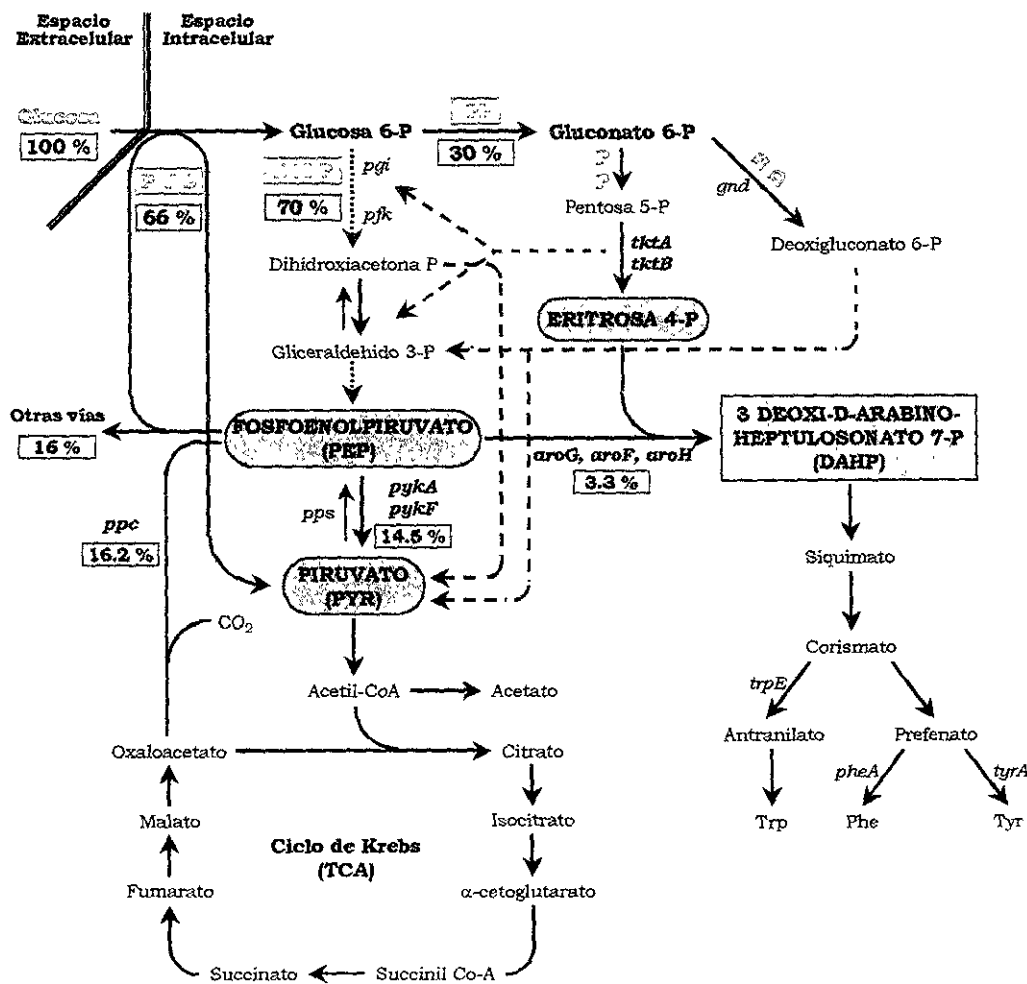 Espacio
Extracelular
Espacio
Intracelular
Glucosa
100 %
Glucosa 6-P
30 %
Gluconato 6-P
66 %
70 %
pgi
pfk
Pentosa 5-P
gnd
Deoxigluconato 6-P
tktA
tktB
Dihidroxiacetona P
ERITROSA 4-P
Gliceraldehido 3-P
Otras vías
16 %
FOSFOENOLPIRUVATO
(PEP)
aroG, aroF, aroH
3.3 %
3 DEOXI-D-ARABINO-
HEPTULOSONATO 7-P
(DAHP)
ppc
16.2 %
pps
pykA
pykF
14.5 %
Siquimato
PIRUVATO
(PYR)
CO₂
Corismato
Acetil-CoA
Acetato
trpE
Antranilato
Prefenato
Oxaloacetato
Citrato
pheA
tyrA
Malato
Isocitrato
Trp
Phe
Tyr
Ciclo de Krebs
(TCA)
Fumarato
α-cetoglutarato
Succinato
Succinil Co-A